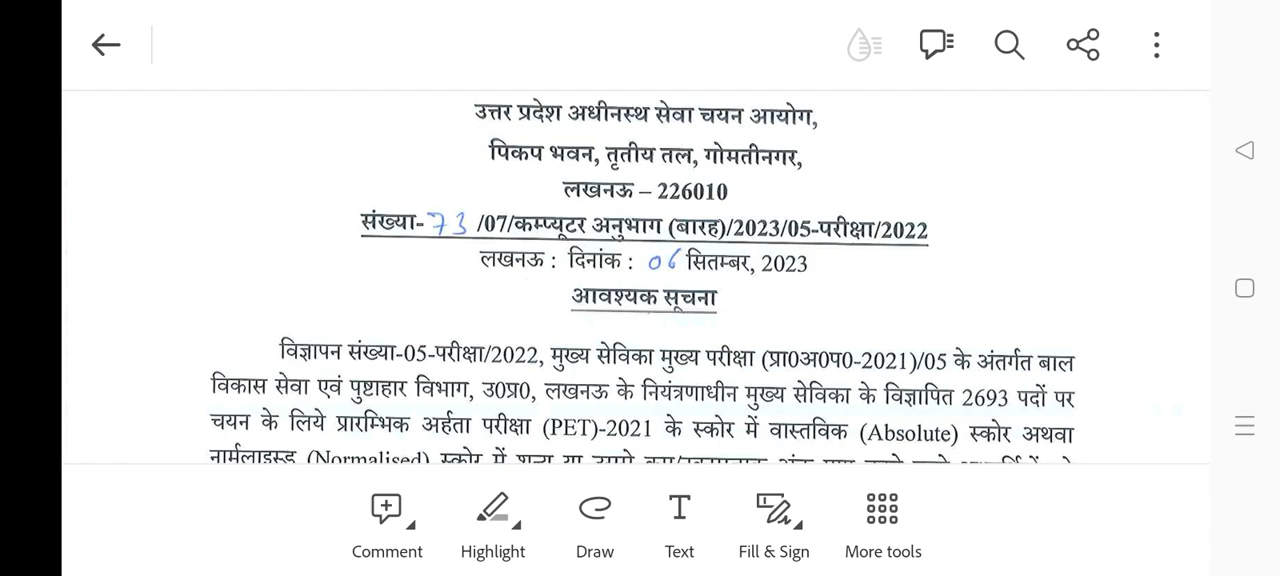 उत्तर प्रदेश अधीनस्थ सेवा चयन आयोग,
पिकप भवन, तृतीय तल, गोमतीनगर,
लखनऊ – 226010
संख्या- 73 /07/कम्प्यूटर अनुभाग (बारह)/2023/05-परीक्षा/2022
लखनऊ : दिनांक : 06 सितम्बर, 2023
आवश्यक सूचना
विज्ञापन संख्या-05-परीक्षा/2022, मुख्य सेविका मुख्य परीक्षा (प्रा0अ0प0-2021)/05 के अंतर्गत बाल
विकास सेवा एवं पुष्टाहार विभाग, उ0प्र0, लखनऊ के नियंत्रणाधीन मुख्य सेविका के विज्ञापित 2693 पदों पर
चयन के लिये प्रारम्भिक अर्हता परीक्षा (PET)-2021 के स्कोर में वास्तविक (Absolute) स्कोर अथवा
नार्मलाइस्ड (Normalised) स्कोर में
Comment Highlight Draw Text Fill & Sign More tools